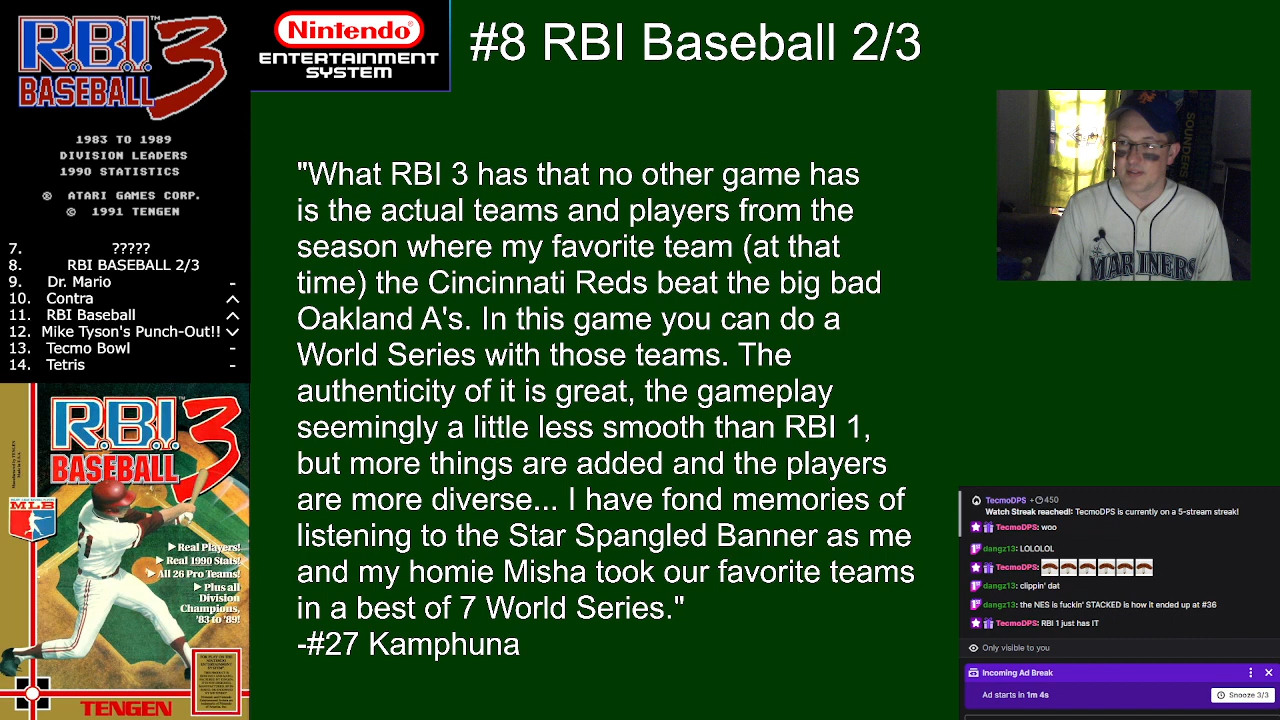 R.B.I. 3
BASEBALL
TM
1983 TO 1989
DIVISION LEADERS
1990 STATISTICS
® ATARI GAMES CORP.
© 1991 TENGEN
7. ?????
8. RBI BASEBALL 2/3
9. Dr. Mario -
10. Contra ^
11. RBI Baseball ^
12. Mike Tyson's Punch-Out!! v
13. Tecmo Bowl -
14. Tetris -
R.B.I. 3
BASEBALL
TM
MLB
21
▶ Real Players!
▶ Real 1990 Stats!
▶ All 26 Pro Teams!
▶ Plus all
Division
Champions,
'83 to '89!
TENGEN
Nintendo®
ENTERTAINMENT
SYSTEM
#8 RBI Baseball 2/3
"What RBI 3 has that no other game has
is the actual teams and players from the
season where my favorite team (at that
time) the Cincinnati Reds beat the big bad
Oakland A's. In this game you can do a
World Series with those teams. The
authenticity of it is great, the gameplay
seemingly a little less smooth than RBI 1,
but more things are added and the players
are more diverse... I have fond memories of
listening to the Star Spangled Banner as me
and my homie Misha took our favorite teams
in a best of 7 World Series."
-#27 Kamphuna
SOUNDERS
MARINERS
TecmoDPS + 450
Watch Streak reached! TecmoDPS is currently on a 5-stream streak!
TecmoDPS: woo
dangz13: LOLOLOL
TecmoDPS:
dangz13: clippin' dat
dangz13: the NES is fuckin' STACKED is how it ended up at #36
TecmoDPS: RBI 1 just has IT
Only visible to you
Incoming Ad Break
Ad starts in 1m 4s
Snooze 3/3